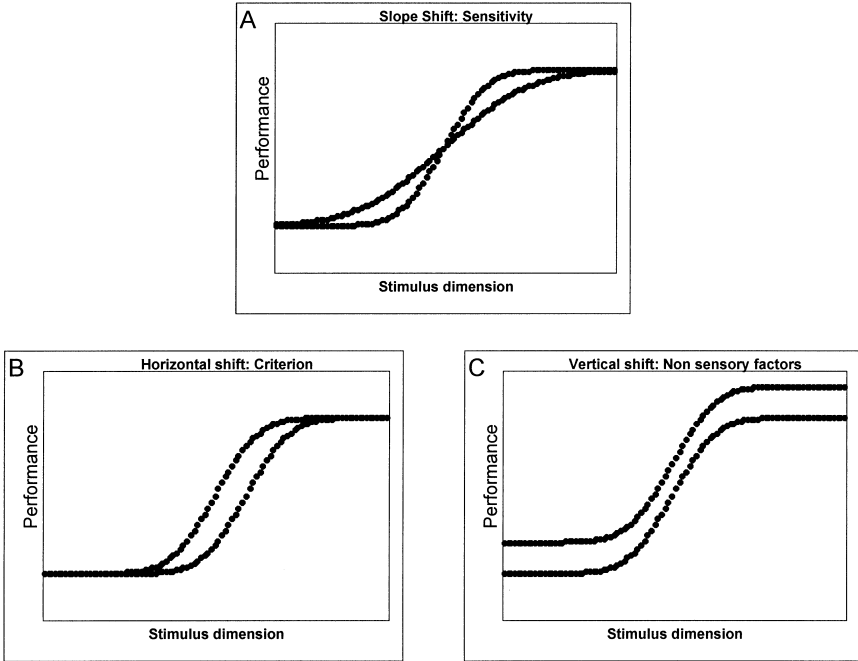 A
Slope Shift: Sensitivity
Performance
Stimulus dimension
B
Horizontal shift: Criterion
Performance
Stimulus dimension
C
Vertical shift: Non sensory factors
Performance
Stimulus dimension